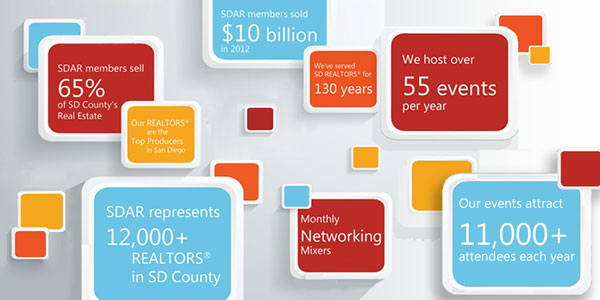 SDAR members sell
65%
of SD County's
Real Estate
SDAR members sold
$10 billion
in 2012
We've served
SD REALTORS® for
130 years
We host over
55 events
per year
Our REALTORS®
are the
Top Producers
in San Diego
SDAR represents
12,000+
REALTORS®
in SD County
Monthly
Networking
Mixers
Our events attract
11,000+
attendees each year